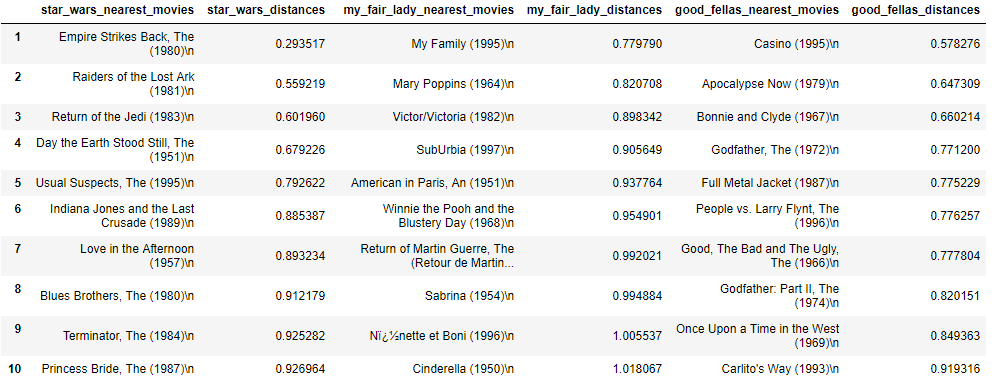 star_wars_nearest_movies star_wars_distances my_fair_lady_nearest_movies my_fair_lady_distances good_fellas_nearest_movies good_fellas_distances
1 Empire Strikes Back, The (1980)\n 0.293517 My Family (1995)\n 0.779790 Casino (1995)\n 0.578276
2 Raiders of the Lost Ark (1981)\n 0.559219 Mary Poppins (1964)\n 0.820708 Apocalypse Now (1979)\n 0.647309
3 Return of the Jedi (1983)\n 0.601960 Victor/Victoria (1982)\n 0.898342 Bonnie and Clyde (1967)\n 0.660214
4 Day the Earth Stood Still, The (1951)\n 0.679226 SubUrbia (1997)\n 0.905649 Godfather, The (1972)\n 0.771200
5 Usual Suspects, The (1995)\n 0.792622 American in Paris, An (1951)\n 0.937764 Full Metal Jacket (1987)\n 0.775229
6 Indiana Jones and the Last Crusade (1989)\n 0.885387 Winnie the Pooh and the Blustery Day (1968)\n 0.954901 People vs. Larry Flynt, The (1996)\n 0.776257
7 Love in the Afternoon (1957)\n 0.893234 Return of Martin Guerre, The (Retour de Martin... 0.992021 Good, The Bad and The Ugly, The (1966)\n 0.777804
8 Blues Brothers, The (1980)\n 0.912179 Sabrina (1954)\n 0.994884 Godfather: Part II, The (1974)\n 0.820151
9 Terminator, The (1984)\n 0.925282 Nï¿½nette et Boni (1996)\n 1.005537 Once Upon a Time in the West (1969)\n 0.849363
10 Princess Bride, The (1987)\n 0.926964 Cinderella (1950)\n 1.018067 Carlito's Way (1993)\n 0.919316